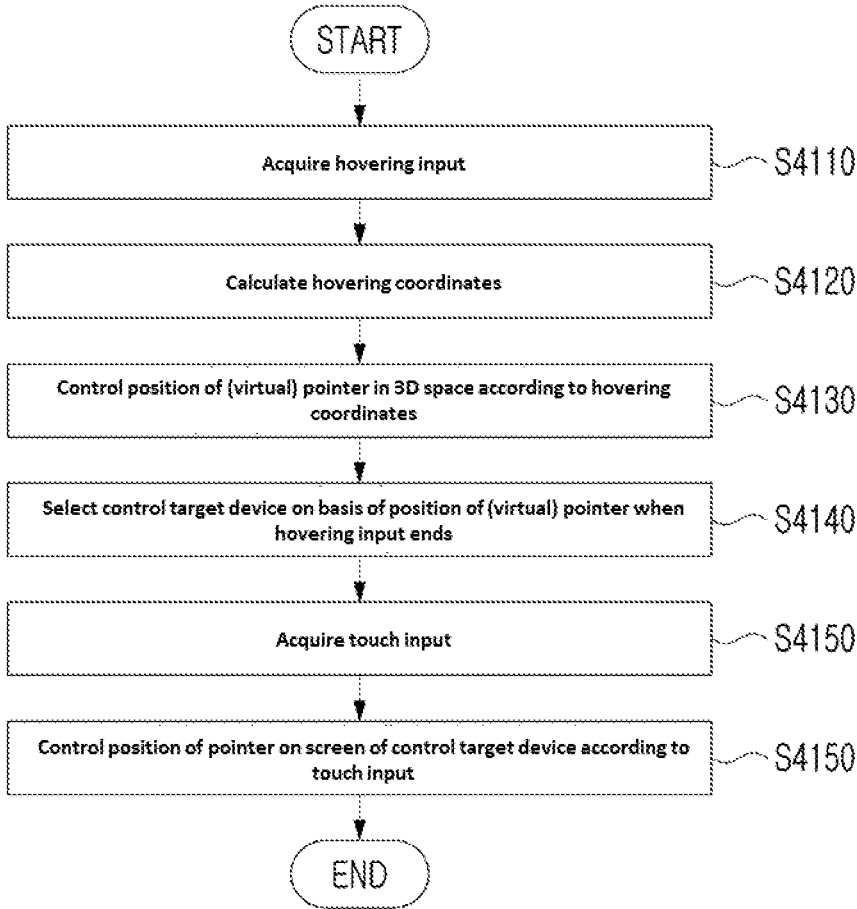 START
Acquire hovering input
S4110
Calculate hovering coordinates
S4120
Control position of (virtual) pointer in 3D space according to hovering
coordinates
S4130
Select control target device on basis of position of (virtual) pointer when
hovering input ends
S4140
Acquire touch input
S4150
Control position of pointer on screen of control target device according to
touch input
S4150
END